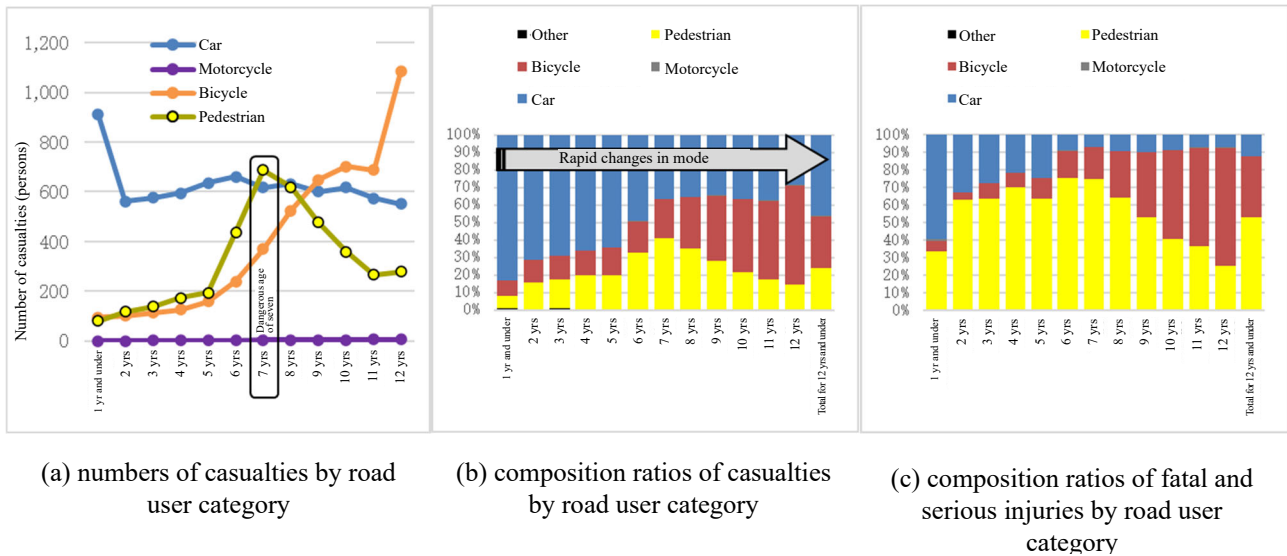 1,200
1,000
800
600
400
200
0
Number of casualties (persons)
Car
Motorcycle
Bicycle
Pedestrian
Dangerous age
of seven
1 yr and under
2 yrs
3 yrs
4 yrs
5 yrs
6 yrs
7 yrs
8 yrs
9 yrs
10 yrs
11 yrs
12 yrs
(a) numbers of casualties by road
user category
Other
Pedestrian
Bicycle
Motorcycle
Car
100%
90%
80%
70%
60%
50%
40%
30%
20%
10%
0%
Rapid changes in mode
1 yr and under
2 yrs
3 yrs
4 yrs
5 yrs
6 yrs
7 yrs
8 yrs
9 yrs
10 yrs
11 yrs
12 yrs
Total for 12 yrs and under
(b) composition ratios of casualties
by road user category
Other
Pedestrian
Bicycle
Motorcycle
Car
100%
90%
80%
70%
60%
50%
40%
30%
20%
10%
0%
1 yr and under
2 yrs
3 yrs
4 yrs
5 yrs
6 yrs
7 yrs
8 yrs
9 yrs
10 yrs
11 yrs
12 yrs
Total for 12 yrs and under
(c) composition ratios of fatal and
serious injuries by road user
category